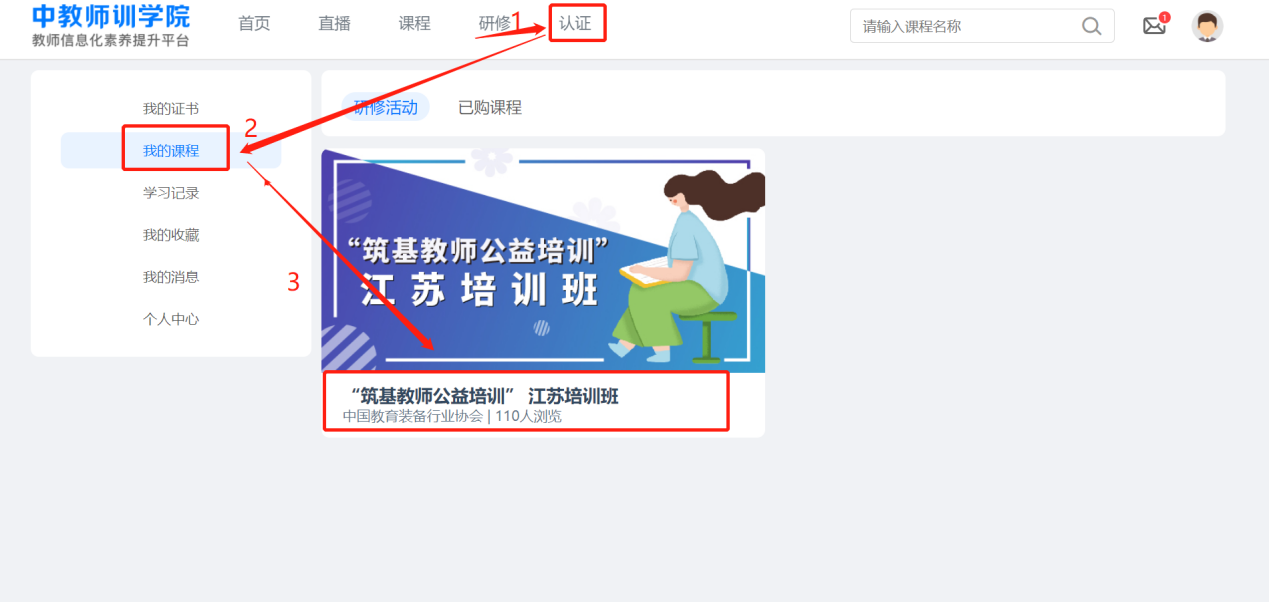 中教师训学院
教师信息化素养提升平台
首页
直播
课程
研修
1
认证
请输入课程名称
1
我的证书
我的课程
2
学习记录
我的收藏
我的消息
个人中心
3
研修活动
已购课程
“筑基教师公益培训”
江苏培训班
“筑基教师公益培训” 江苏培训班
中国教育装备行业协会 | 110人浏览